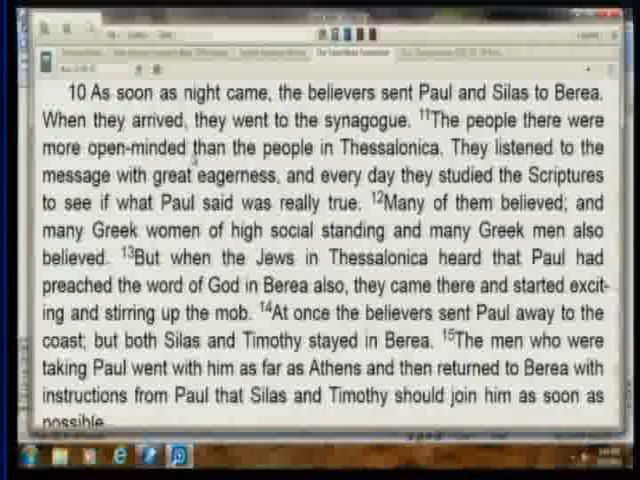 10 As soon as night came, the believers sent Paul and Silas to Berea.
When they arrived, they went to the synagogue. 11The people there were
more open-minded than the people in Thessalonica. They listened to the
message with great eagerness, and every day they studied the Scriptures
to see if what Paul said was really true. 12Many of them believed; and
many Greek women of high social standing and many Greek men also
believed. 13But when the Jews in Thessalonica heard that Paul had
preached the word of God in Berea also, they came there and started excit-
ing and stirring up the mob. 14At once the believers sent Paul away to the
coast; but both Silas and Timothy stayed in Berea. 15The men who were
taking Paul went with him as far as Athens and then returned to Berea with
instructions from Paul that Silas and Timothy should join him as soon as
possible.